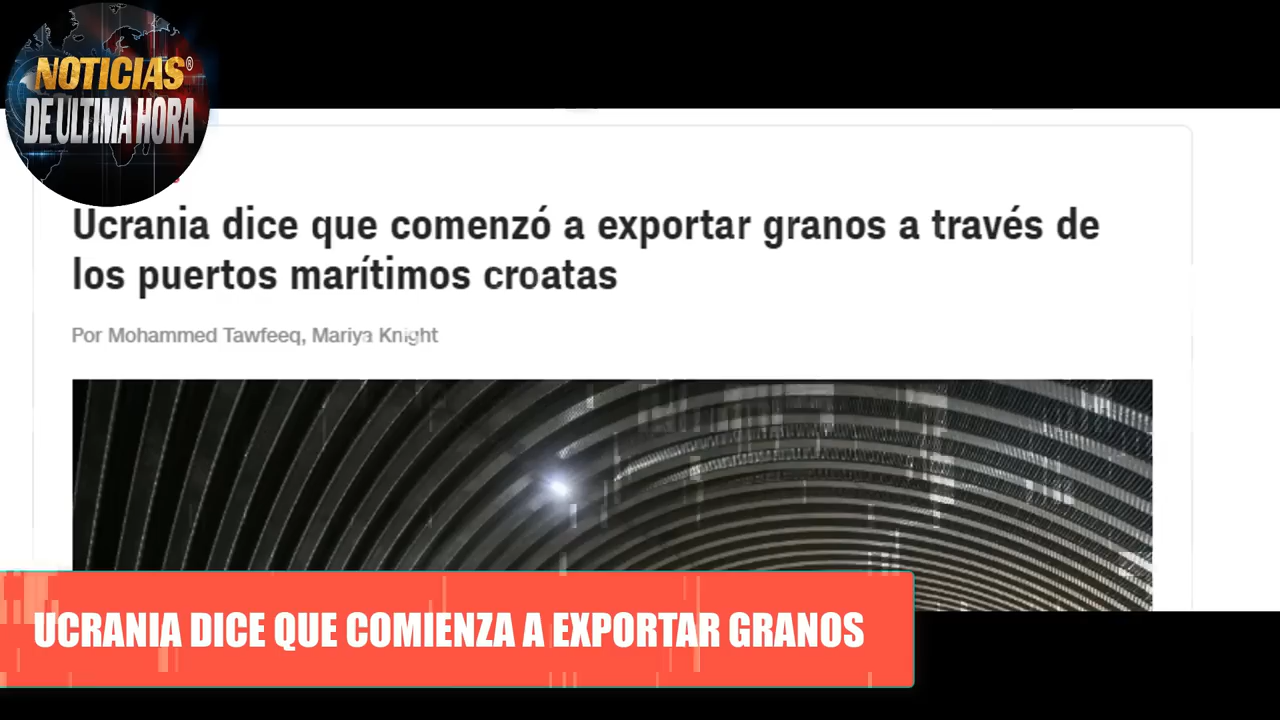 NOTICIAS®
DE ULTIMA HORA
Ucrania dice que comenzó a exportar granos a través de
los puertos marítimos croatas
Por Mohammed Tawfeeq, Mariya Knight
UCRANIA DICE QUE COMIENZA A EXPORTAR GRANOS